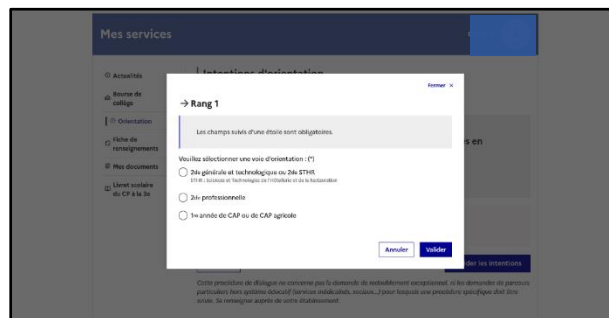 Mes services
Actualités
Bourse de
collège
Orientation
Fiche de
renseignements
Mes documents
Livret scolaire
du CP à la 3e
Intentions d'orientation
Fermer ×
→ Rang 1
Les champs suivis d'une étoile sont obligatoires.
Veuillez sélectionner une voie d'orientation : (*)
2de générale et technologique ou 2de STHR
STHR : Sciences et Technologies de l'Hôtellerie et de la Restauration
2de professionnelle
1re année de CAP ou de CAP agricole
Annuler
Valider
s en
der les intentions
Cette procédure de dialogue ne concerne pas la demande de redoublement exceptionnel, ni les demandes de parcours
particuliers hors système éducatif (services médicalisés, sociaux...) pour lesquels une procédure spécifique doit être
suivie. Se renseigner auprès de votre établissement.